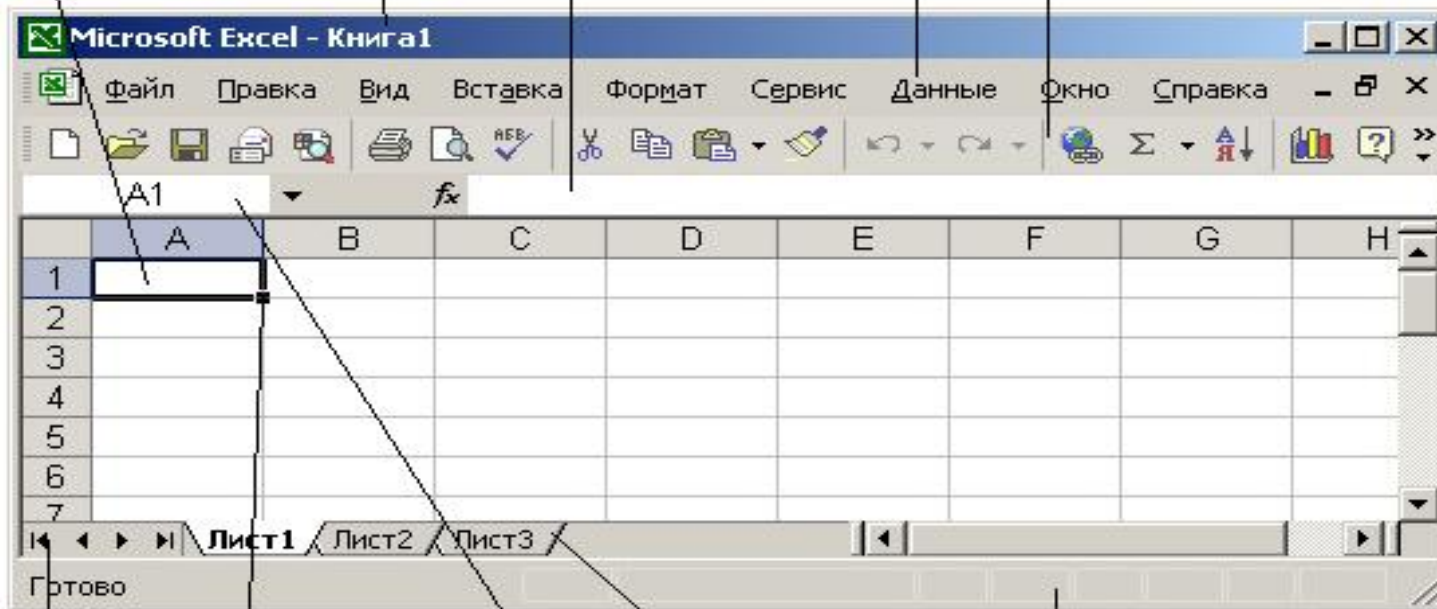 Microsoft Excel - Книга1
Файл Правка Вид Вставка Формат Сервис Данные Окно Справка
АБВ Σ А Я
A1 fx
A B C D E F G H
1
2
3
4
5
6
7
Лист1 Лист2 Лист3
Готово